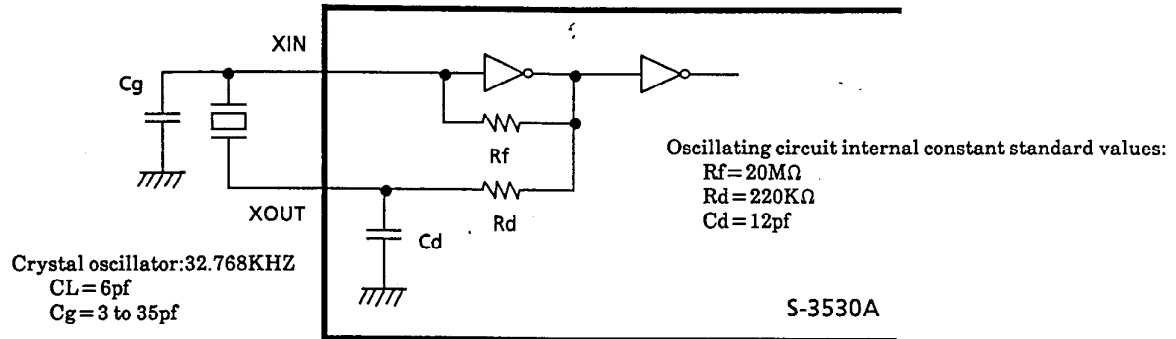 XIN
Cg
Rf
Oscillating circuit internal constant standard values:
Rf=20MΩ
Rd=220KΩ
Cd=12pf
XOUT
Rd
Cd
Crystal oscillator:32.768KHZ
CL=6pf
Cg=3 to 35pf
S-3530A